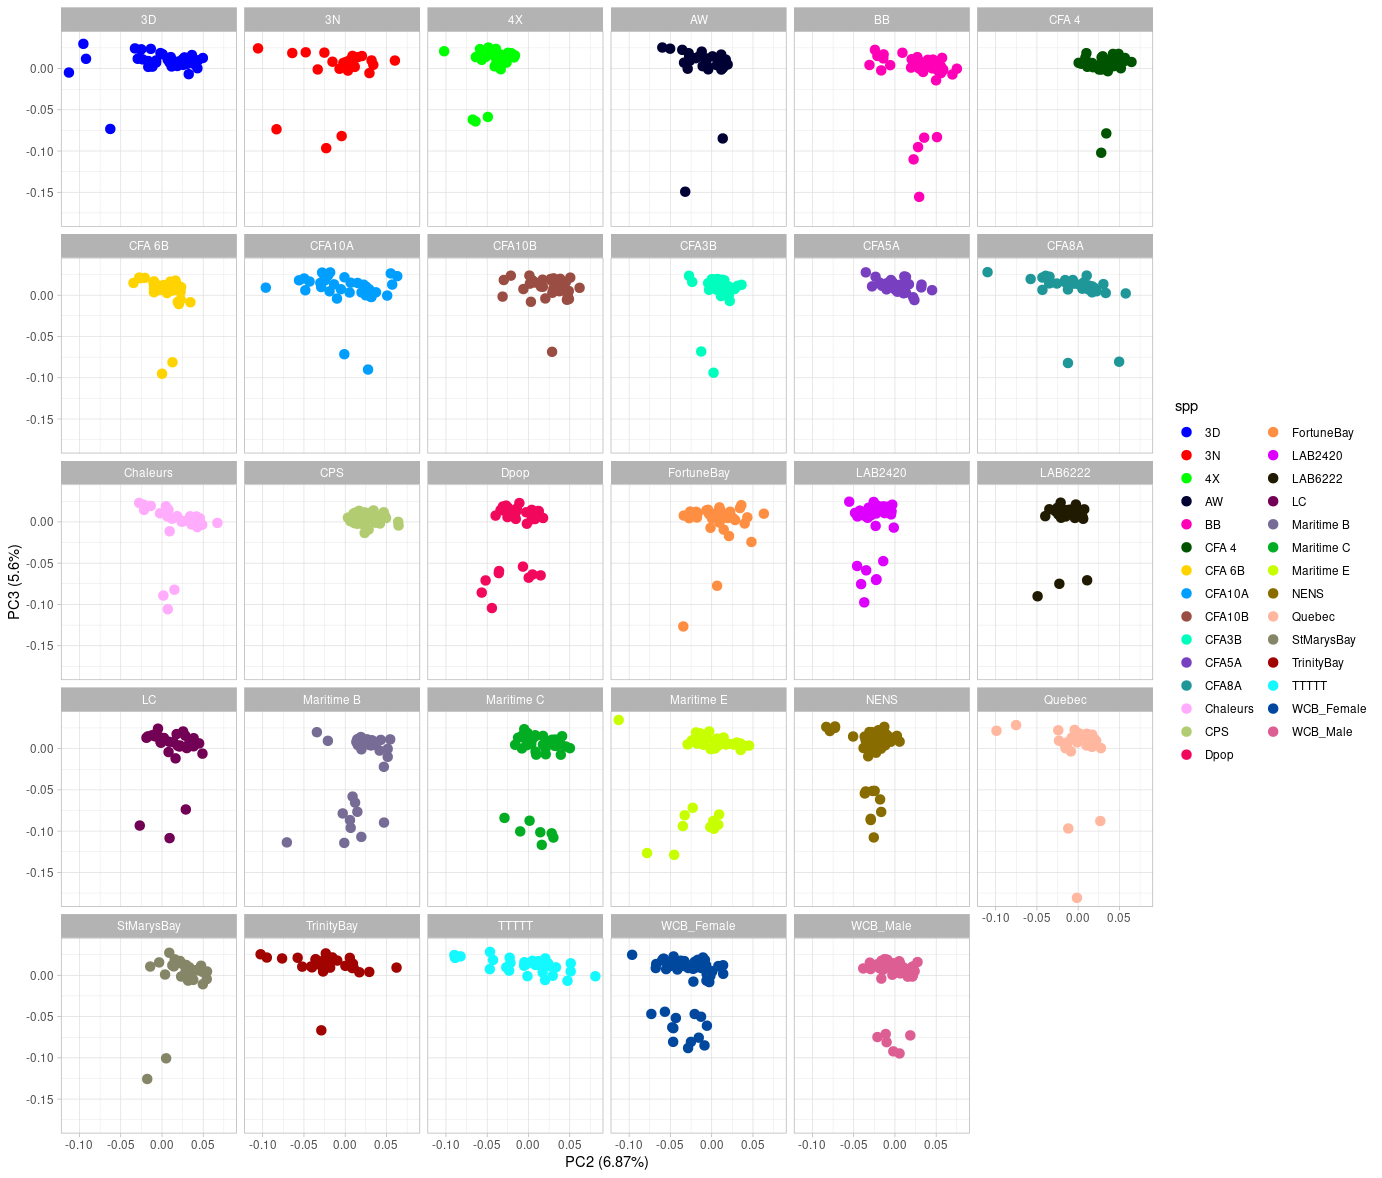 3D 3N 4X AW BB CFA 4
0.00
-0.05
-0.10
-0.15
CFA 6B CFA10A CFA10B CFA3B CFA5A CFA8A
0.00
-0.05
-0.10
-0.15
Chaleurs CPS Dpop FortuneBay LAB2420 LAB6222
0.00
-0.05
-0.10
-0.15
LC Maritime B Maritime C Maritime E NENS Quebec
0.00
-0.05
-0.10
-0.15
-0.10 -0.05 0.00 0.05
StMarysBay TrinityBay TTTTT WCB_Female WCB_Male
0.00
-0.05
-0.10
-0.15
-0.10 -0.05 0.00 0.05 -0.10 -0.05 0.00 0.05 -0.10 -0.05 0.00 0.05 -0.10 -0.05 0.00 0.05 -0.10 -0.05 0.00 0.05
PC2 (6.87%)
PC3 (5.6%)
spp
3D FortuneBay
3N LAB2420
4X LAB6222
AW LC
BB Maritime B
CFA 4 Maritime C
CFA 6B Maritime E
CFA10A NENS
CFA10B Quebec
CFA3B StMarysBay
CFA5A TrinityBay
CFA8A TTTTT
Chaleurs WCB_Female
CPS WCB_Male
Dpop